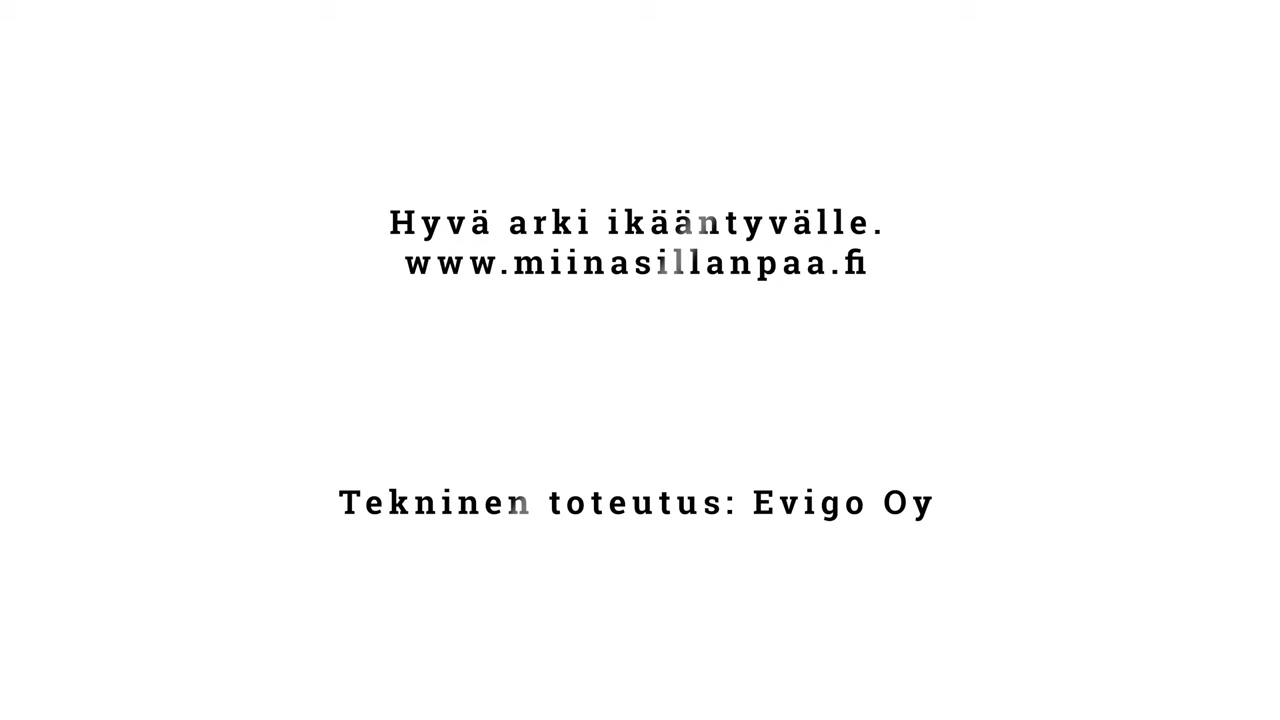 Hyvä arki ikääntyvälle.
www.miinasillanpaa.fi
Tekninen toteutus: Evigo Oy